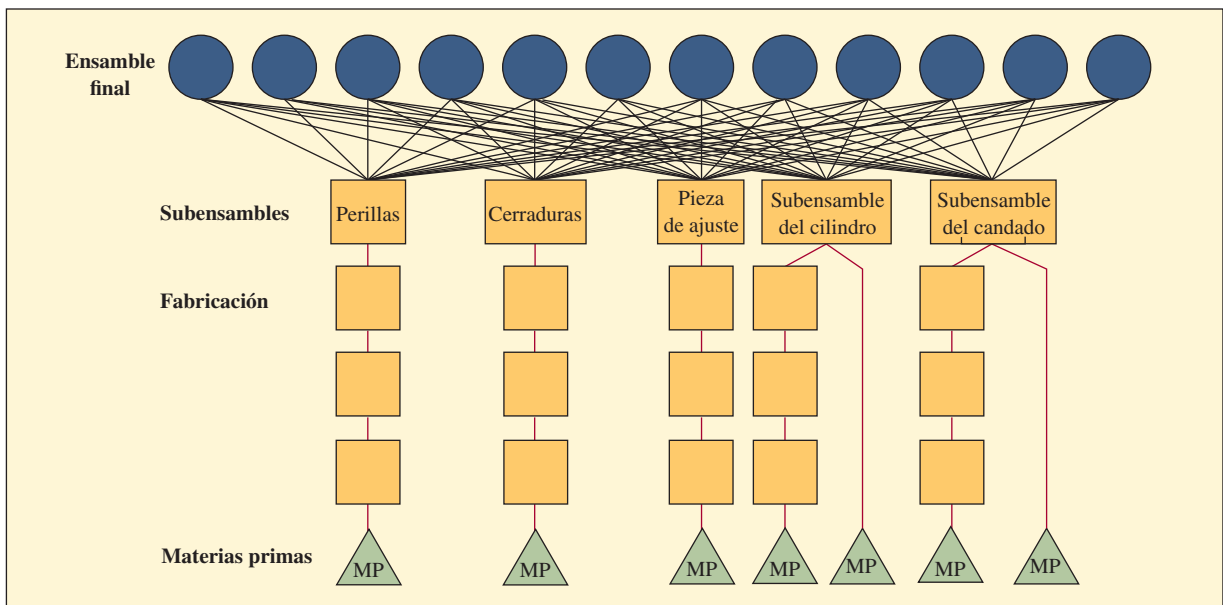 Ensamble
final
Subensambles
Perillas
Cerraduras
Pieza
de ajuste
Subensamble
del cilindro
Subensamble
del candado
Fabricación
Materias primas
MP
MP
MP
MP
MP
MP
MP